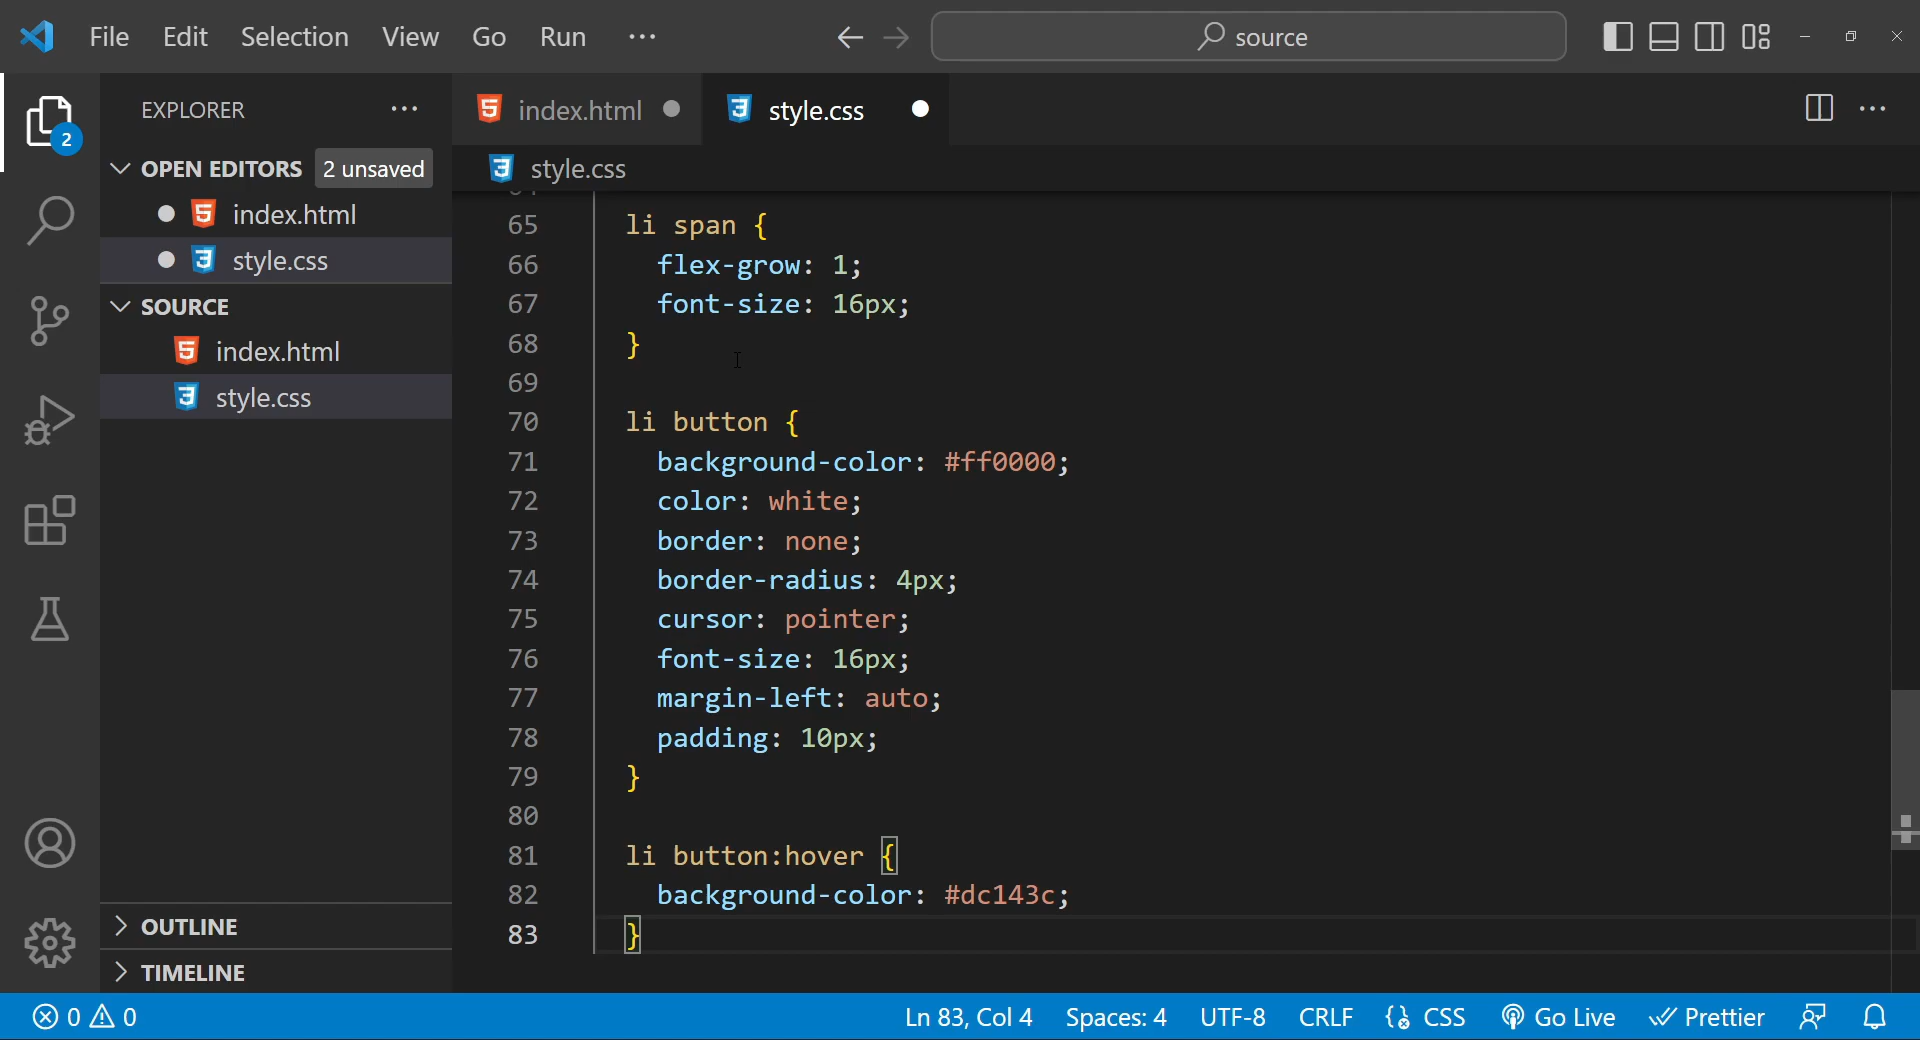 File Edit Selection View Go Run ··· source
EXPLORER ···
OPEN EDITORS 2 unsaved
index.html
style.css
SOURCE
index.html
style.css
OUTLINE
TIMELINE
2
index.html style.css ···
style.css
65 li span {
66 flex-grow: 1;
67 font-size: 16px;
68 }
69
70 li button {
71 background-color: #ff0000;
72 color: white;
73 border: none;
74 border-radius: 4px;
75 cursor: pointer;
76 font-size: 16px;
77 margin-left: auto;
78 padding: 10px;
79 }
80
81 li button:hover {
82 background-color: #dc143c;
83 }
0 0 Ln 83, Col 4 Spaces: 4 UTF-8 CRLF {} CSS Go Live Prettier